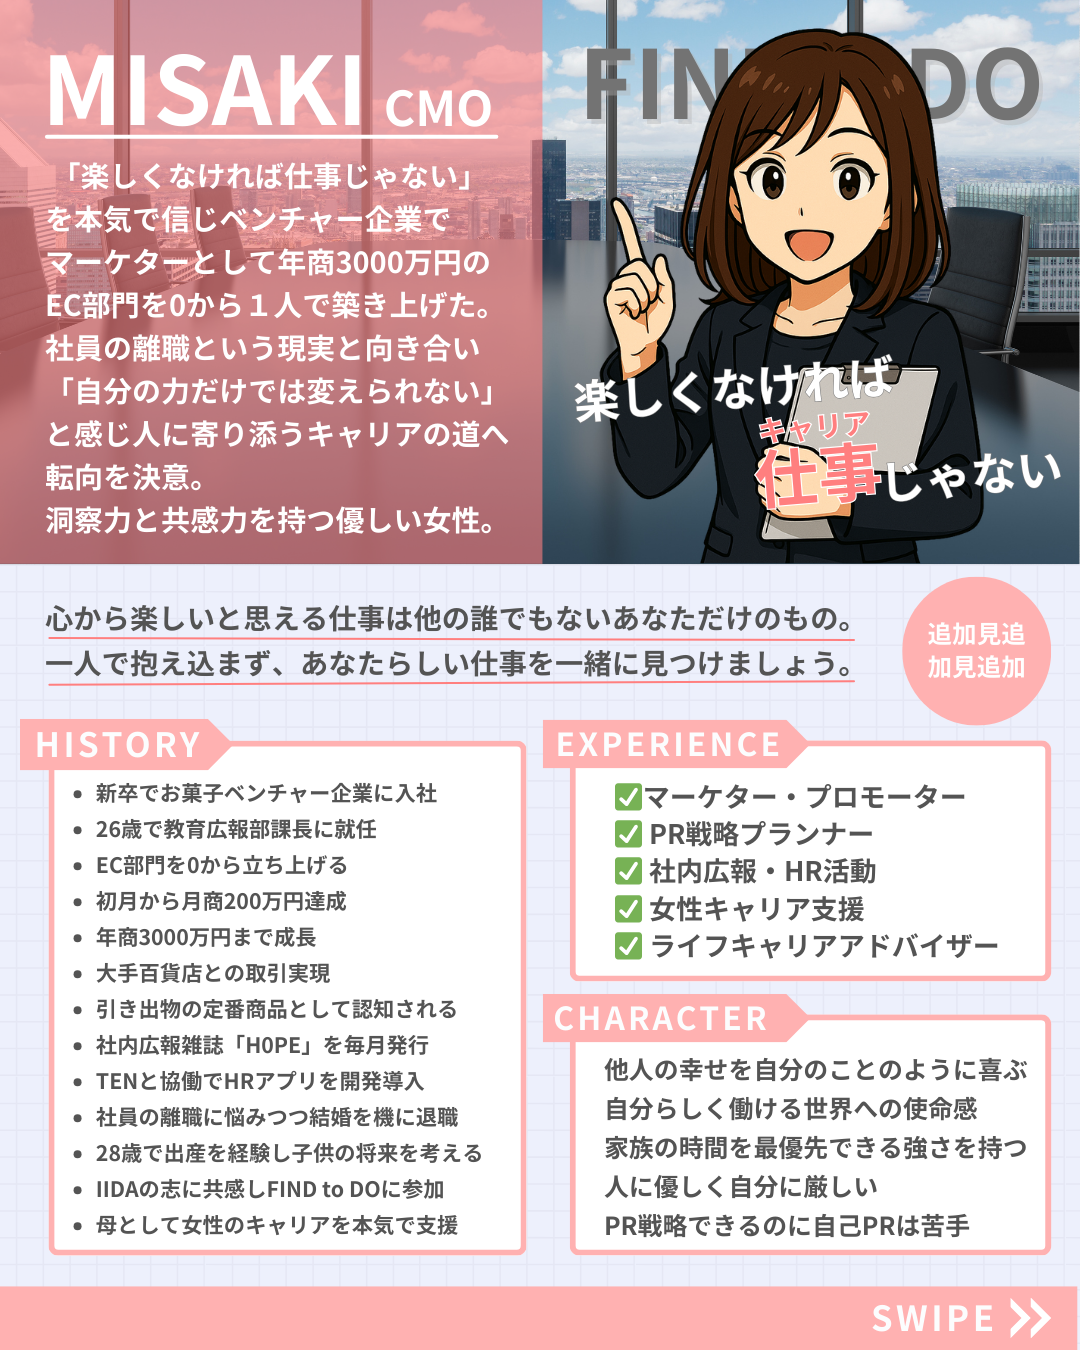 MISAKI CMO
「楽しくなければ仕事じゃない」
を本気で信じベンチャー企業で
マーケターとして年商3000万円の
EC部門を0から１人で築き上げた。
社員の離職という現実と向き合い
「自分の力だけでは変えられない」
と感じ人に寄り添うキャリアの道へ
転向を決意。
洞察力と共感力を持つ優しい女性。
FIN DO
楽しくなければ
キャリア
仕事じゃない
心から楽しいと思える仕事は他の誰でもないあなただけのもの。
一人で抱え込まず、あなたらしい仕事を一緒に見つけましょう。
追加見追
加見追加
HISTORY
• 新卒でお菓子ベンチャー企業に入社
• 26歳で教育広報部課長に就任
• EC部門を0から立ち上げる
• 初月から月商200万円達成
• 年商3000万円まで成長
• 大手百貨店との取引実現
• 引き出物の定番商品として認知される
• 社内広報雑誌「H0PE」を毎月発行
• TENと協働でHRアプリを開発導入
• 社員の離職に悩みつつ結婚を機に退職
• 28歳で出産を経験し子供の将来を考える
• IIDAの志に共感しFIND to DOに参加
• 母として女性のキャリアを本気で支援
EXPERIENCE
✅マーケター・プロモーター
✅ PR戦略プランナー
✅ 社内広報・HR活動
✅ 女性キャリア支援
✅ ライフキャリアアドバイザー
CHARACTER
他人の幸せを自分のことのように喜ぶ
自分らしく働ける世界への使命感
家族の時間を最優先できる強さを持つ
人に優しく自分に厳しい
PR戦略できるのに自己PRは苦手
SWIPE